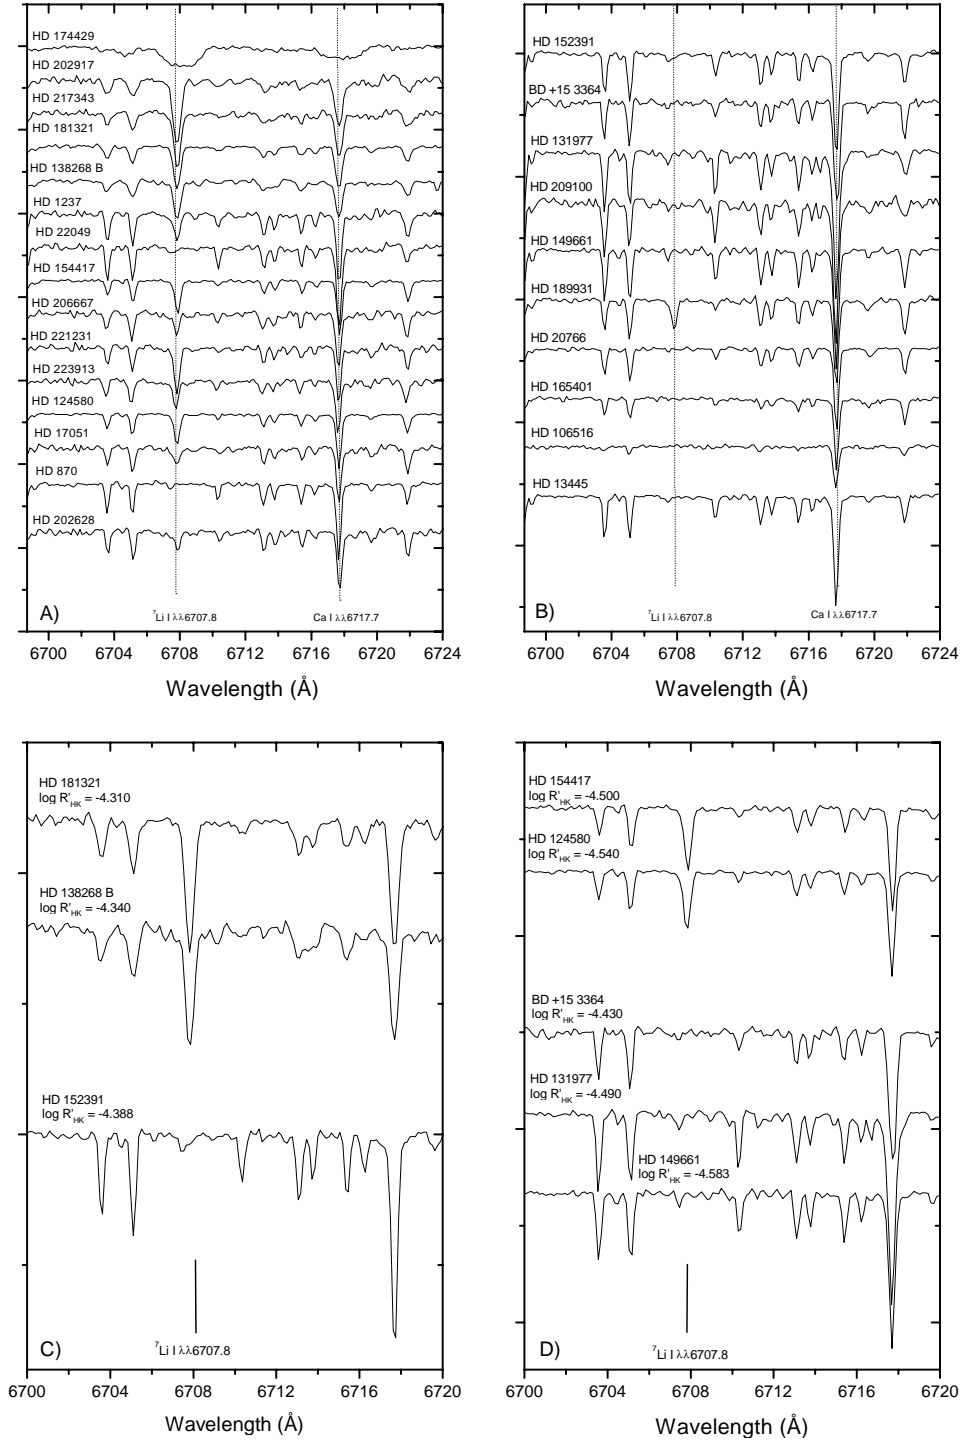 HD 174429
HD 202917
HD 217343
HD 181321
HD 138268 B
HD 1237
HD 22049
HD 154417
HD 206667
HD 221231
HD 223913
HD 124580
HD 17051
HD 870
HD 202628
A)
⁷Li I λλ6707.8
Ca I λλ6717.7
6700 6704 6708 6712 6716 6720 6724
Wavelength (Å)
HD 152391
BD +15 3364
HD 131977
HD 209100
HD 149661
HD 189931
HD 20766
HD 165401
HD 106516
HD 13445
B)
⁷Li I λλ6707.8
Ca I λλ6717.7
6700 6704 6708 6712 6716 6720 6724
Wavelength (Å)
HD 181321
log R'HK = -4.310
HD 138268 B
log R'HK = -4.340
HD 152391
log R'HK = -4.388
C)
⁷Li I λλ6707.8
6700 6704 6708 6712 6716 6720
Wavelength (Å)
HD 154417
log R'HK = -4.500
HD 124580
log R'HK = -4.540
BD +15 3364
log R'HK = -4.430
HD 131977
log R'HK = -4.490
HD 149661
log R'HK = -4.583
D)
⁷Li I λλ6707.8
6700 6704 6708 6712 6716 6720
Wavelength (Å)